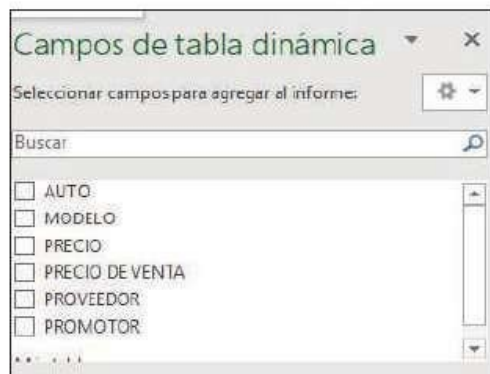 Campos de tabla dinámica
Seleccionar campos para agregar al informe:
Buscar
AUTO
MODELO
PRECIO
PRECIO DE VENTA
PROVEEDOR
PROMOTOR